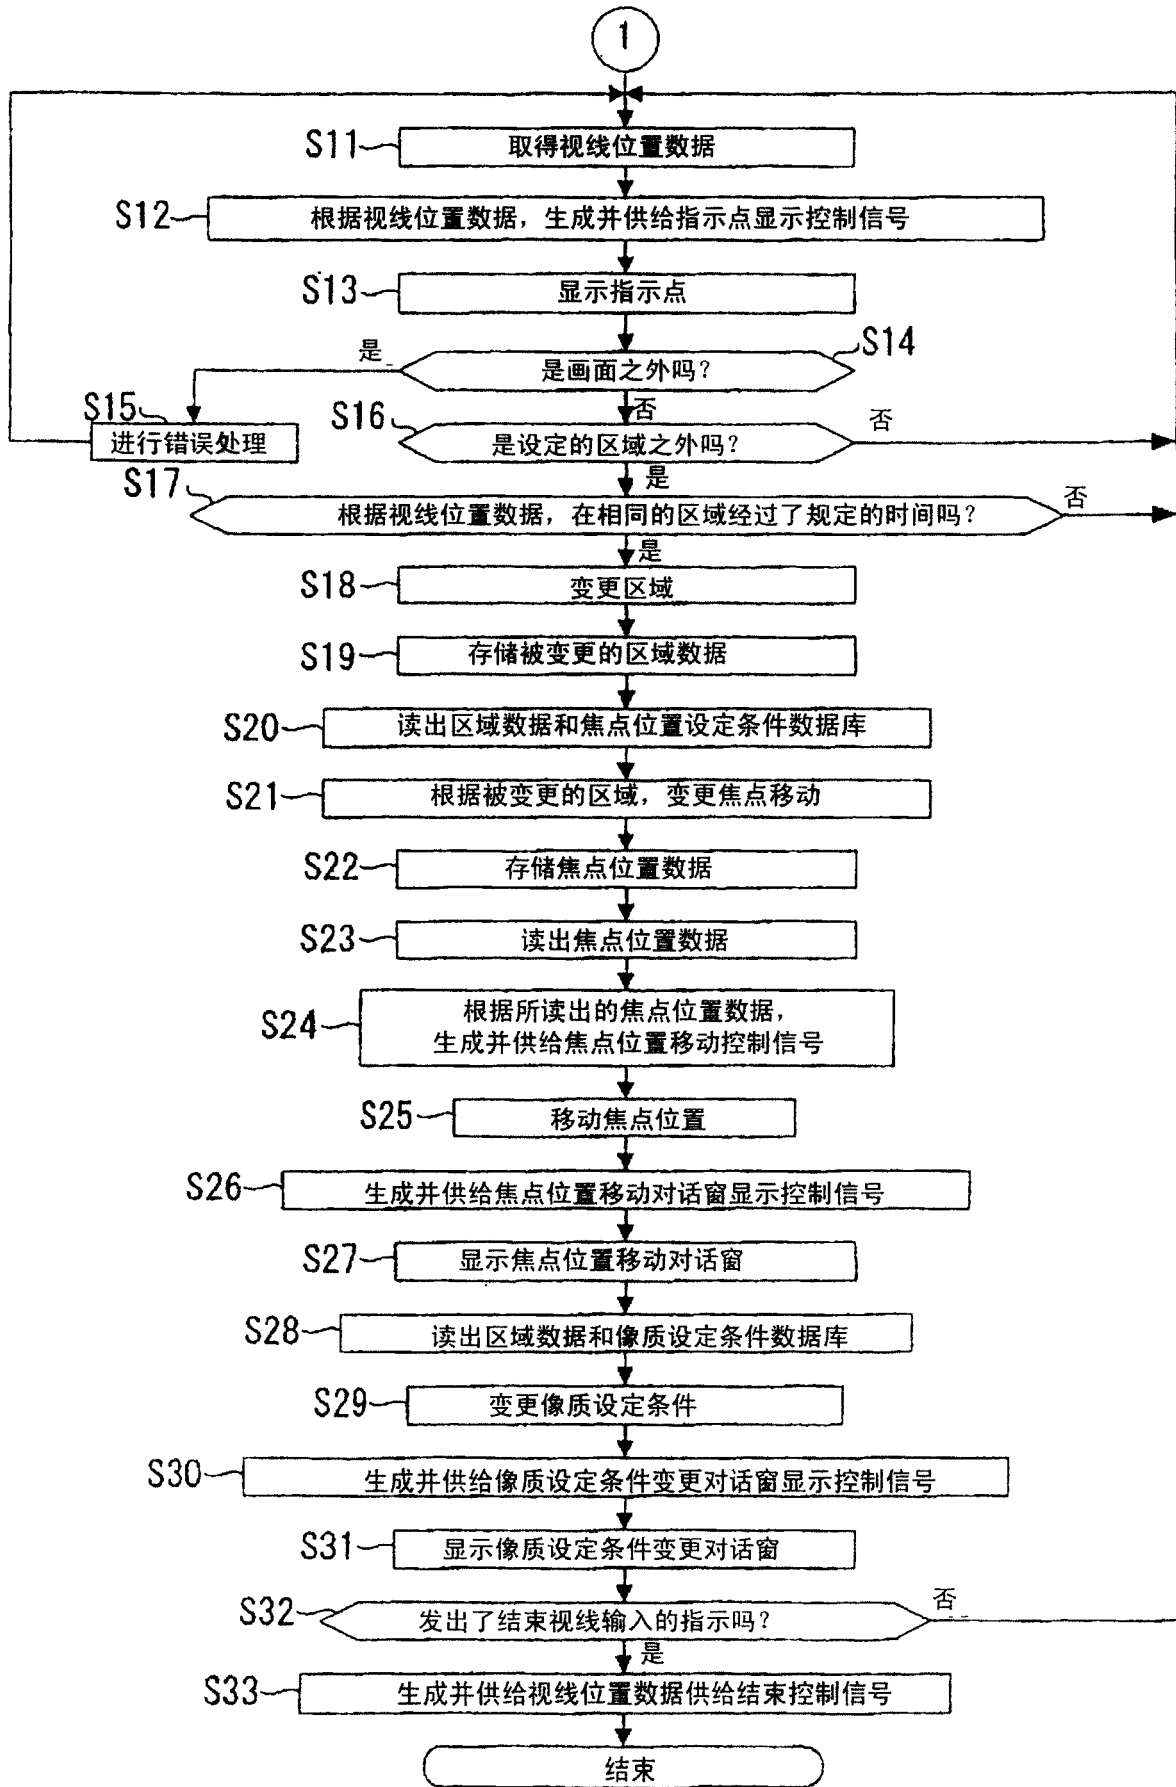 1
S11
取得视线位置数据
S12
根据视线位置数据，生成并供给指示点显示控制信号
S13
显示指示点
S14
是画面之外吗？
是
否
S15
进行错误处理
S16
是设定的区域之外吗？
否
是
S17
根据视线位置数据，在相同的区域经过了规定的时间吗？
否
是
S18
变更区域
S19
存储被变更的区域数据
S20
读出区域数据和焦点位置设定条件数据库
S21
根据被变更的区域，变更焦点移动
S22
存储焦点位置数据
S23
读出焦点位置数据
S24
根据所读出的焦点位置数据，
生成并供给焦点位置移动控制信号
S25
移动焦点位置
S26
生成并供给焦点位置移动对话窗显示控制信号
S27
显示焦点位置移动对话窗
S28
读出区域数据和像质设定条件数据库
S29
变更像质设定条件
S30
生成并供给像质设定条件变更对话窗显示控制信号
S31
显示像质设定条件变更对话窗
S32
发出了结束视线输入的指示吗？
否
是
S33
生成并供给视线位置数据供给结束控制信号
结束